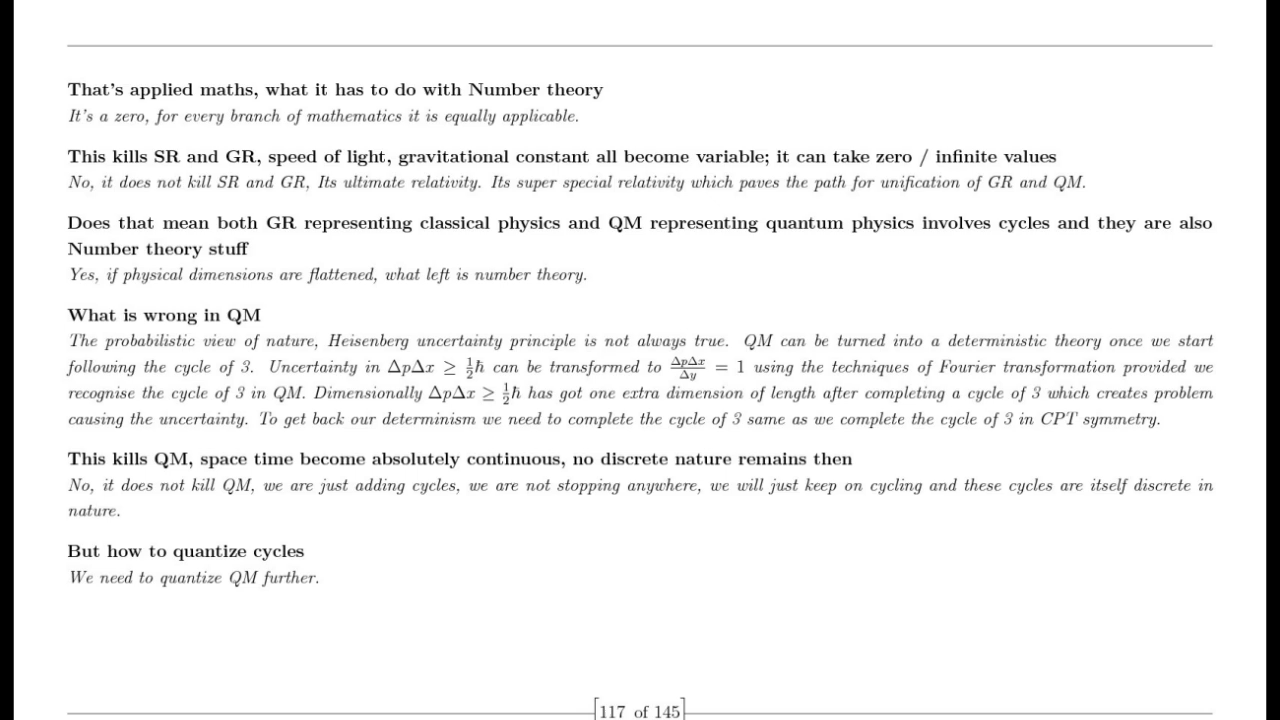 That's applied maths, what it has to do with Number theory
It's a zero, for every branch of mathematics it is equally applicable.
This kills SR and GR, speed of light, gravitational constant all become variable; it can take zero / infinite values
No, it does not kill SR and GR, Its ultimate relativity. Its super special relativity which paves the path for unification of GR and QM.
Does that mean both GR representing classical physics and QM representing quantum physics involves cycles and they are also
Number theory stuff
Yes, if physical dimensions are flattened, what left is number theory.
What is wrong in QM
The probabilistic view of nature, Heisenberg uncertainty principle is not always true. QM can be turned into a deterministic theory once we start
following the cycle of 3. Uncertainty in ΔpΔx ≥ ½ℏ can be transformed to ΔpΔx/Δy = 1 using the techniques of Fourier transformation provided we
recognise the cycle of 3 in QM. Dimensionally ΔpΔx ≥ ½ℏ has got one extra dimension of length after completing a cycle of 3 which creates problem
causing the uncertainty. To get back our determinism we need to complete the cycle of 3 same as we complete the cycle of 3 in CPT symmetry.
This kills QM, space time become absolutely continuous, no discrete nature remains then
No, it does not kill QM, we are just adding cycles, we are not stopping anywhere, we will just keep on cycling and these cycles are itself discrete in
nature.
But how to quantize cycles
We need to quantize QM further.
[117 of 145]